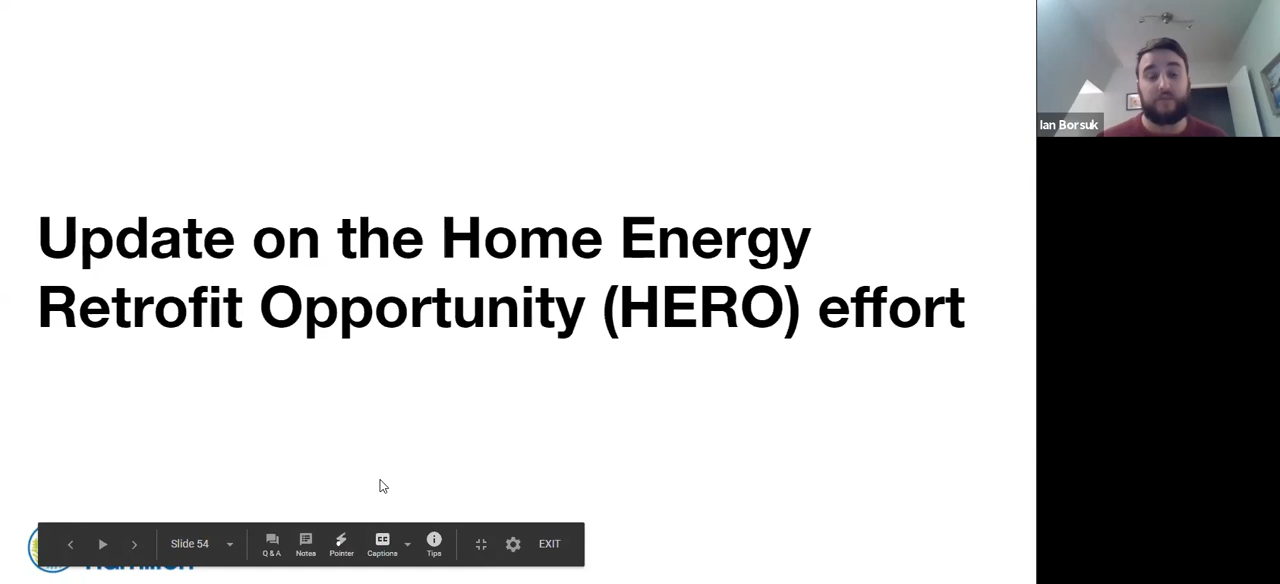 Ian Borsuk
Update on the Home Energy
Retrofit Opportunity (HERO) effort
Slide 54
Q & A
Notes
Pointer
Captions
Tips
EXIT